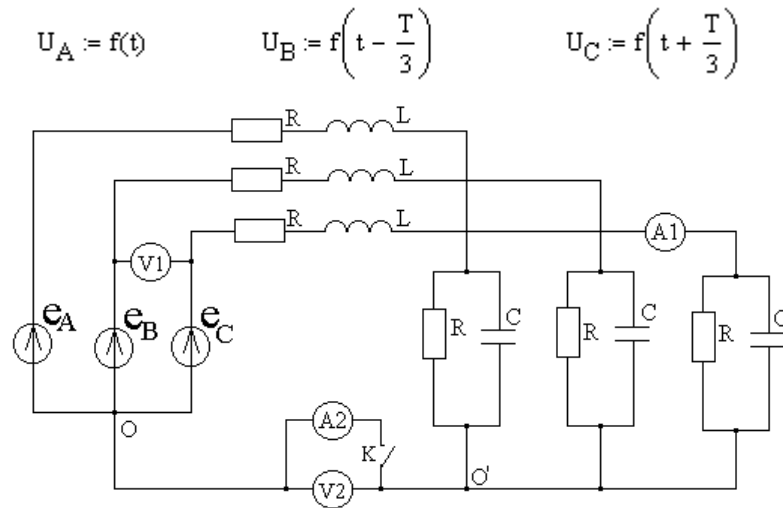 U_A := f(t)
U_B := f(t − T/3)
U_C := f(t + T/3)
R
L
R
L
R
L
A1
V1
e_A
e_B
e_C
R
C
R
C
R
C
O
A2
K
V2
O'